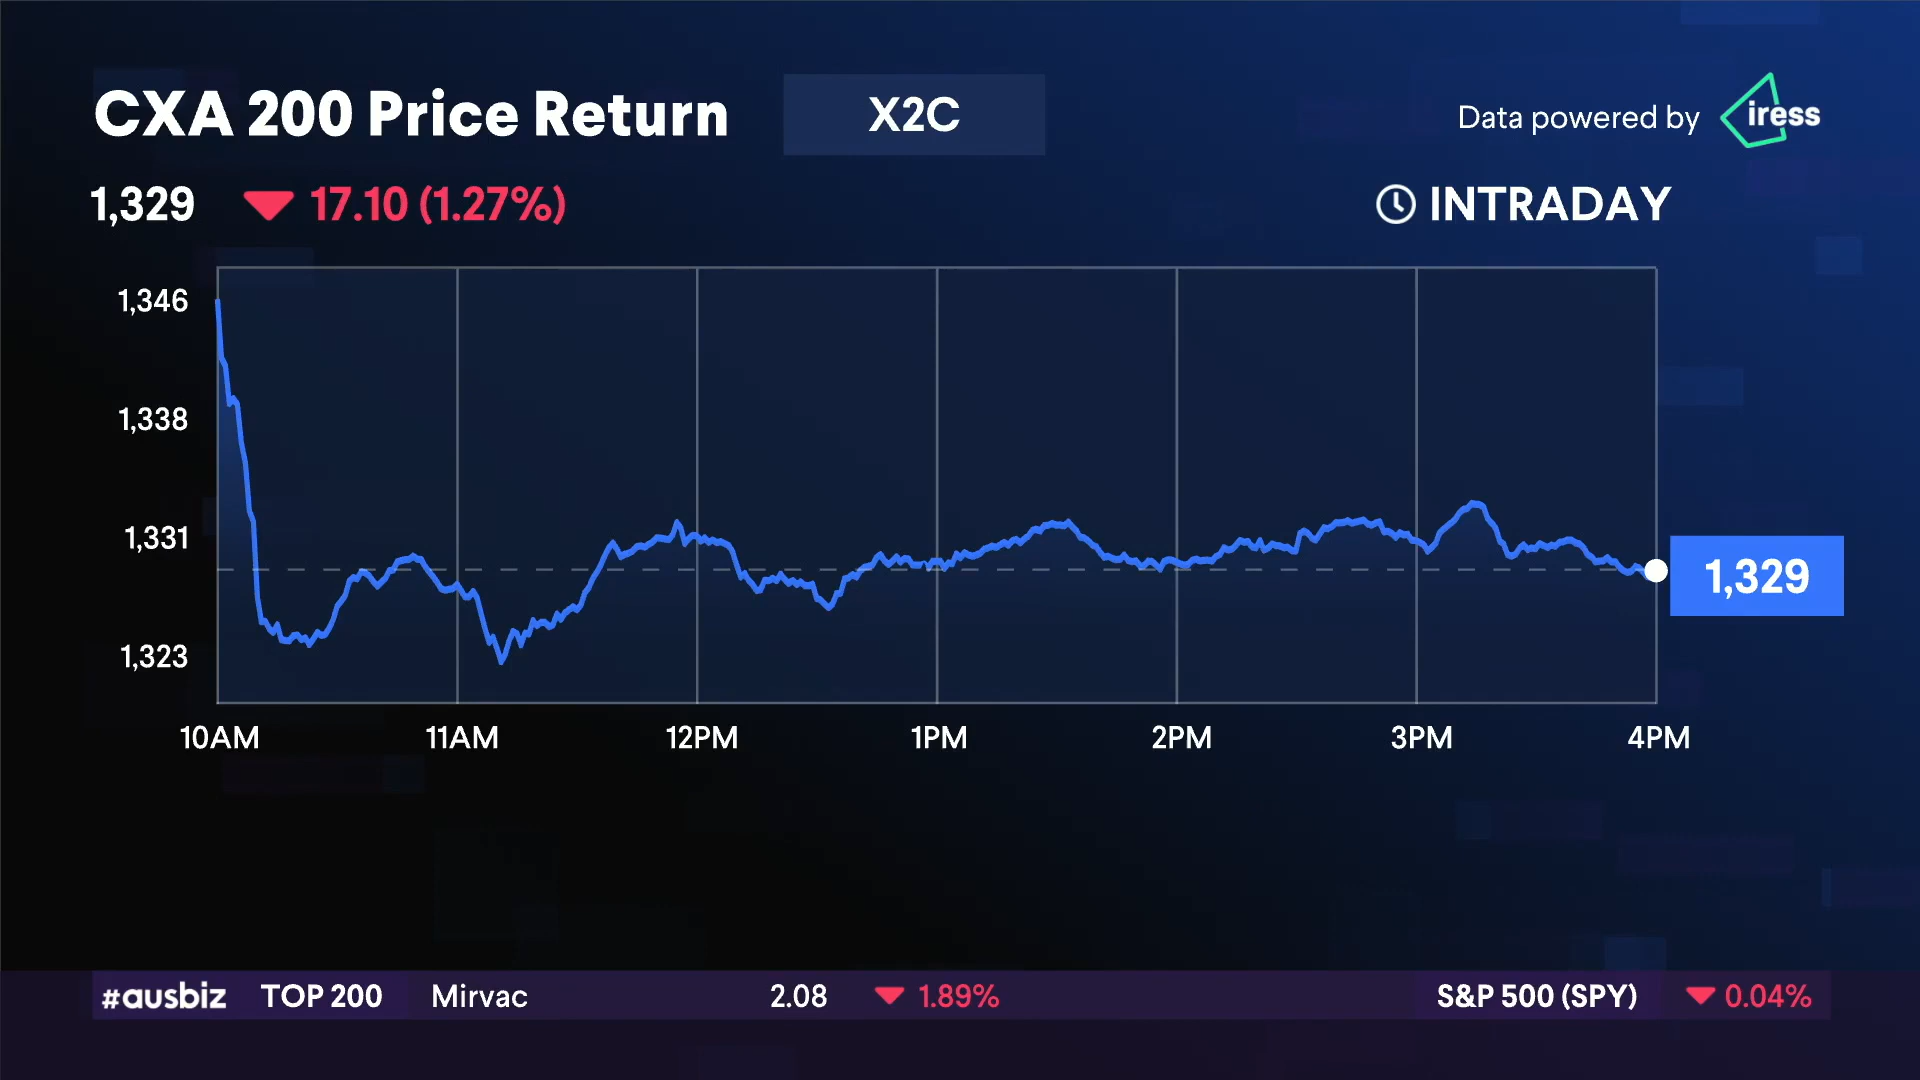 CXA 200 Price Return
X2C
Data powered by iress
1,329 17.10 (1.27%)
INTRADAY
1,346
1,338
1,331
1,323
1,329
10AM 11AM 12PM 1PM 2PM 3PM 4PM
#ausbiz TOP 200 Mirvac 2.08 1.89% S&P 500 (SPY) 0.04%